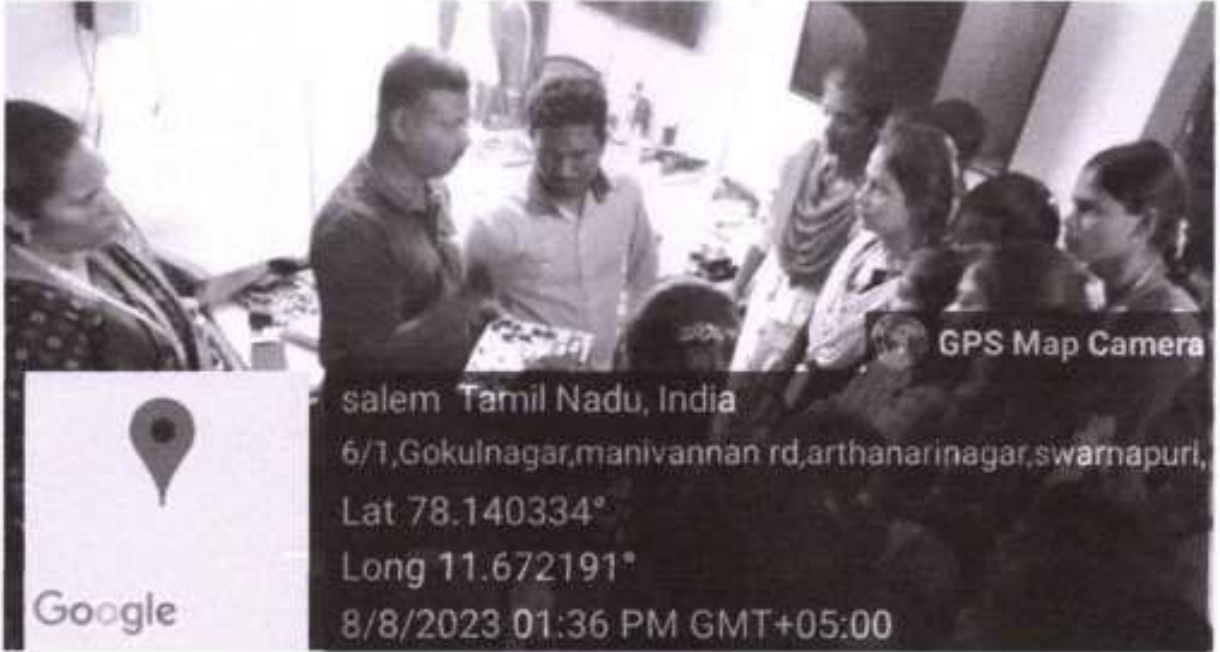 GPS Map Camera
salem Tamil Nadu, India
6/1,Gokulnagar,manivannan rd,arthanarinagar,swarnapuri,
Lat 78.140334°
Long 11.672191°
8/8/2023 01:36 PM GMT+05:00
Google